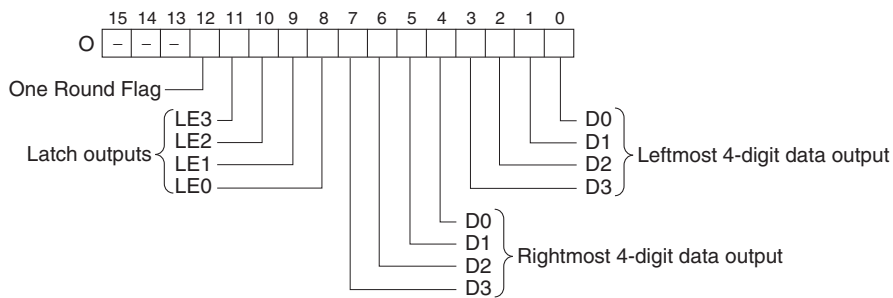 15 14 13 12 11 10 9 8 7 6 5 4 3 2 1 0
O – – –
One Round Flag
Latch outputs
LE3
LE2
LE1
LE0
D0
D1
D2
D3
Leftmost 4-digit data output
D0
D1
D2
D3
Rightmost 4-digit data output